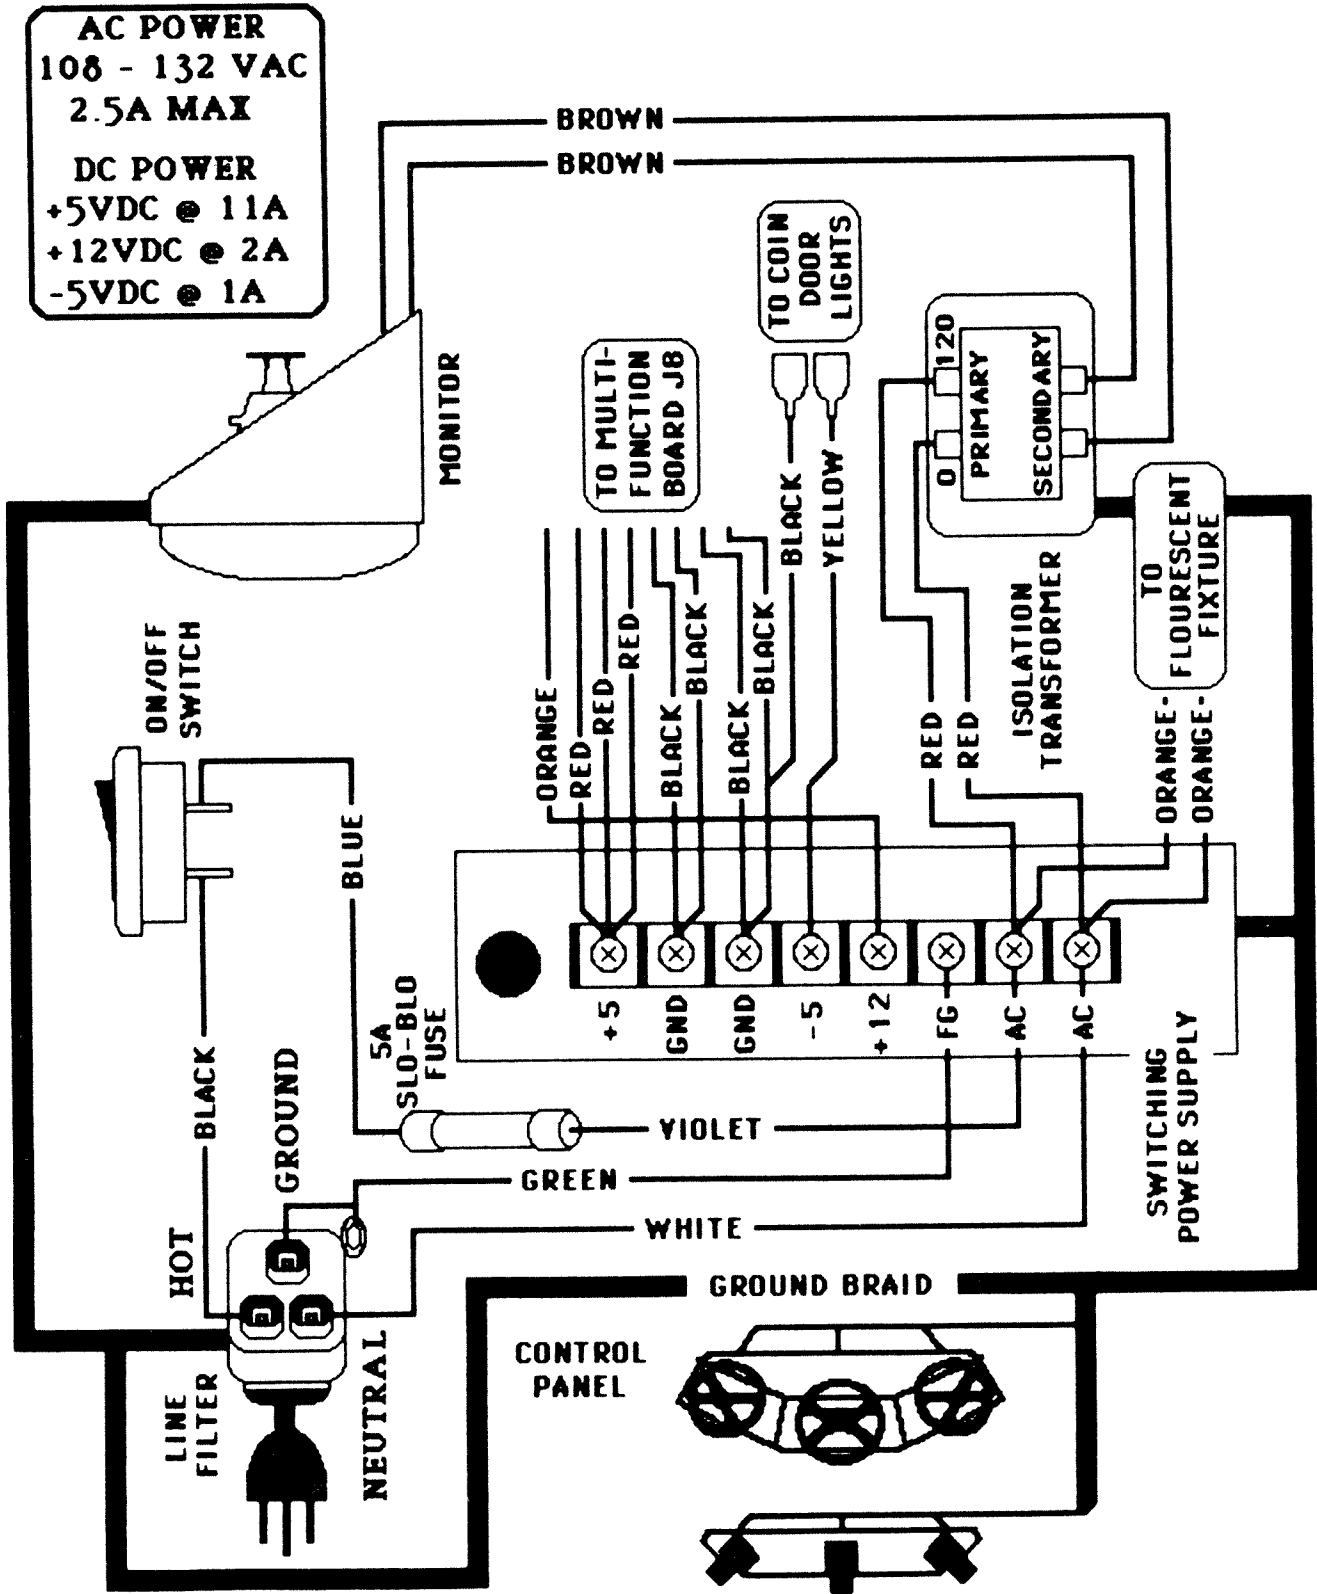 AC POWER
108 - 132 VAC
2.5A MAX
DC POWER
+5VDC @ 11A
+12VDC @ 2A
-5VDC @ 1A
BROWN
BROWN
TO COIN
DOOR
LIGHTS
MONITOR
TO MULTI-
FUNCTION
BOARD J8
0 120
PRIMARY
SECONDARY
BLACK
YELLOW
TO
FLOURESCENT
FIXTURE
ISOLATION
TRANSFORMER
ON/OFF
SWITCH
ORANGE
RED
RED
RED
BLACK
BLACK
BLACK
BLACK
RED
RED
ORANGE-
ORANGE-
BLUE
+5
GND
GND
-5
+12
FG
AC
AC
5A
SLO-BLO
FUSE
SWITCHING
POWER SUPPLY
BLACK
GROUND
VIOLET
GREEN
WHITE
HOT
GROUND BRAID
NEUTRAL
LINE
FILTER
CONTROL
PANEL